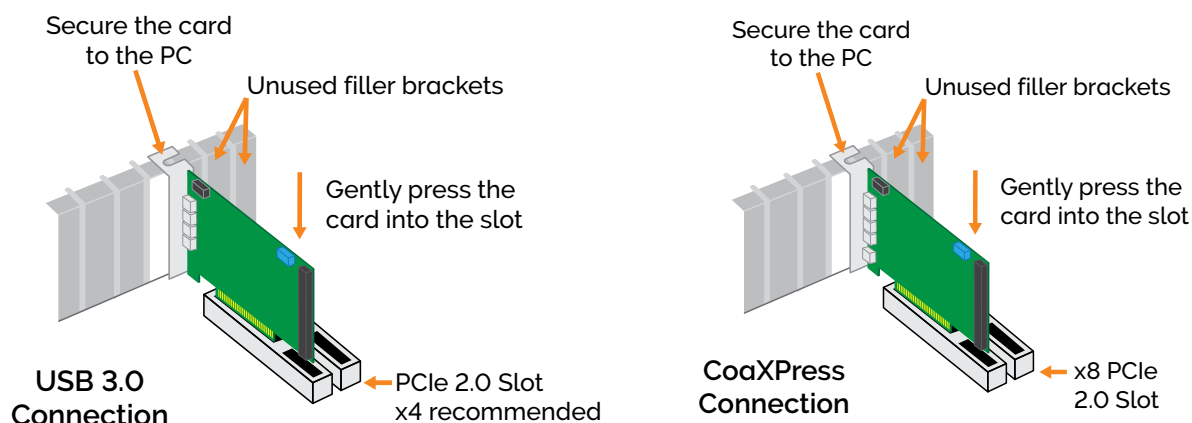 Secure the card
to the PC
Unused filler brackets
Gently press the
card into the slot
USB 3.0
Connection
PCIe 2.0 Slot
x4 recommended
Secure the card
to the PC
Unused filler brackets
Gently press the
card into the slot
CoaXPress
Connection
x8 PCIe
2.0 Slot